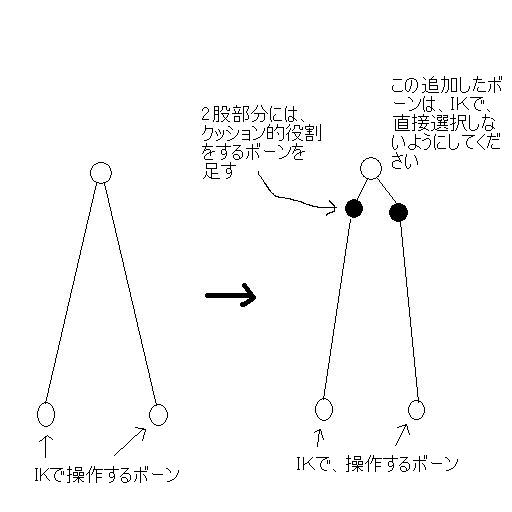 2股部分には、
クッション的役割
をするボーンを
足す
この追加したボ
ーンは、IKで、
直接選択しな
いようにしてくだ
さい
IKで操作するボーン
IKで、操作するボーン